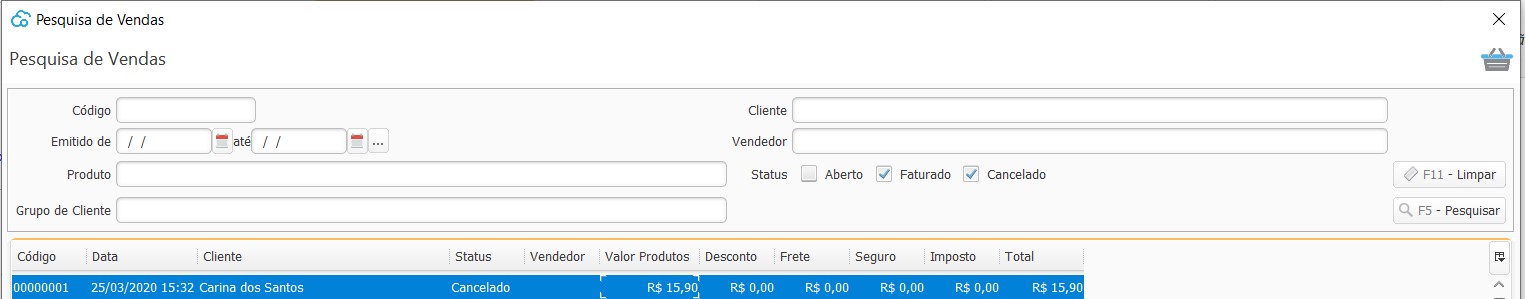 Pesquisa de Vendas
Pesquisa de Vendas
Código Cliente
Emitido de / / até / / ... Vendedor
Produto Status Aberto Faturado Cancelado F11 - Limpar
Grupo de Cliente F5 - Pesquisar
Código Data Cliente Status Vendedor Valor Produtos Desconto Frete Seguro Imposto Total
00000001 25/03/2020 15:32 Carina dos Santos Cancelado R$ 15,90 R$ 0,00 R$ 0,00 R$ 0,00 R$ 0,00 R$ 15,90